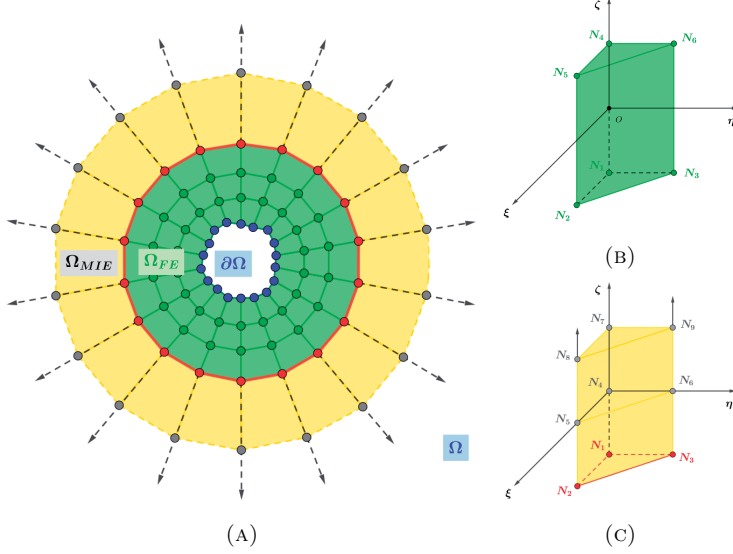 Ω_MIE
Ω_FE
∂Ω
Ω
(A)
ζ
N₄
N₆
N₅
O
η
N₁
N₃
N₂
ξ
(B)
ζ
N₇
N₉
N₈
N₄
N₆
η
N₅
N₁
N₃
N₂
ξ
(C)